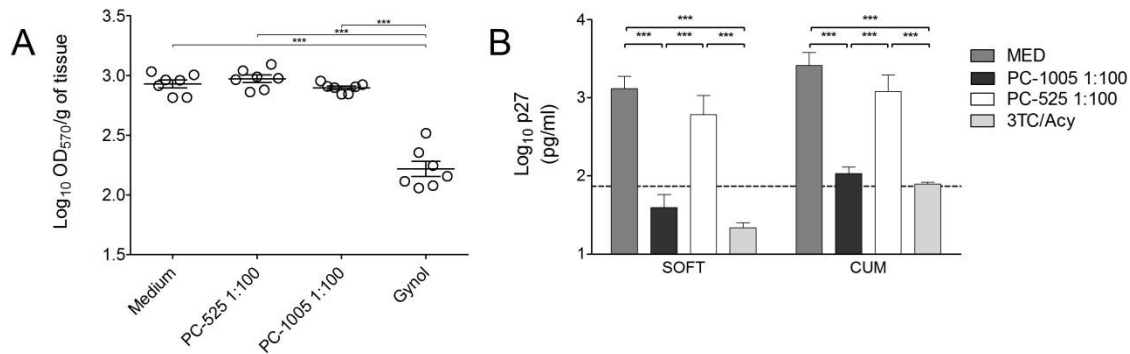 A
3.5
3.0
2.5
2.0
1.5
Log10 OD570/g of tissue
***
***
***
Medium
PC-525 1:100
PC-1005 1:100
Gynol
B
4
3
2
1
Log10 p27
(pg/ml)
***
***
*** *** ***
*** *** ***
SOFT
CUM
MED
PC-1005 1:100
PC-525 1:100
3TC/Acy